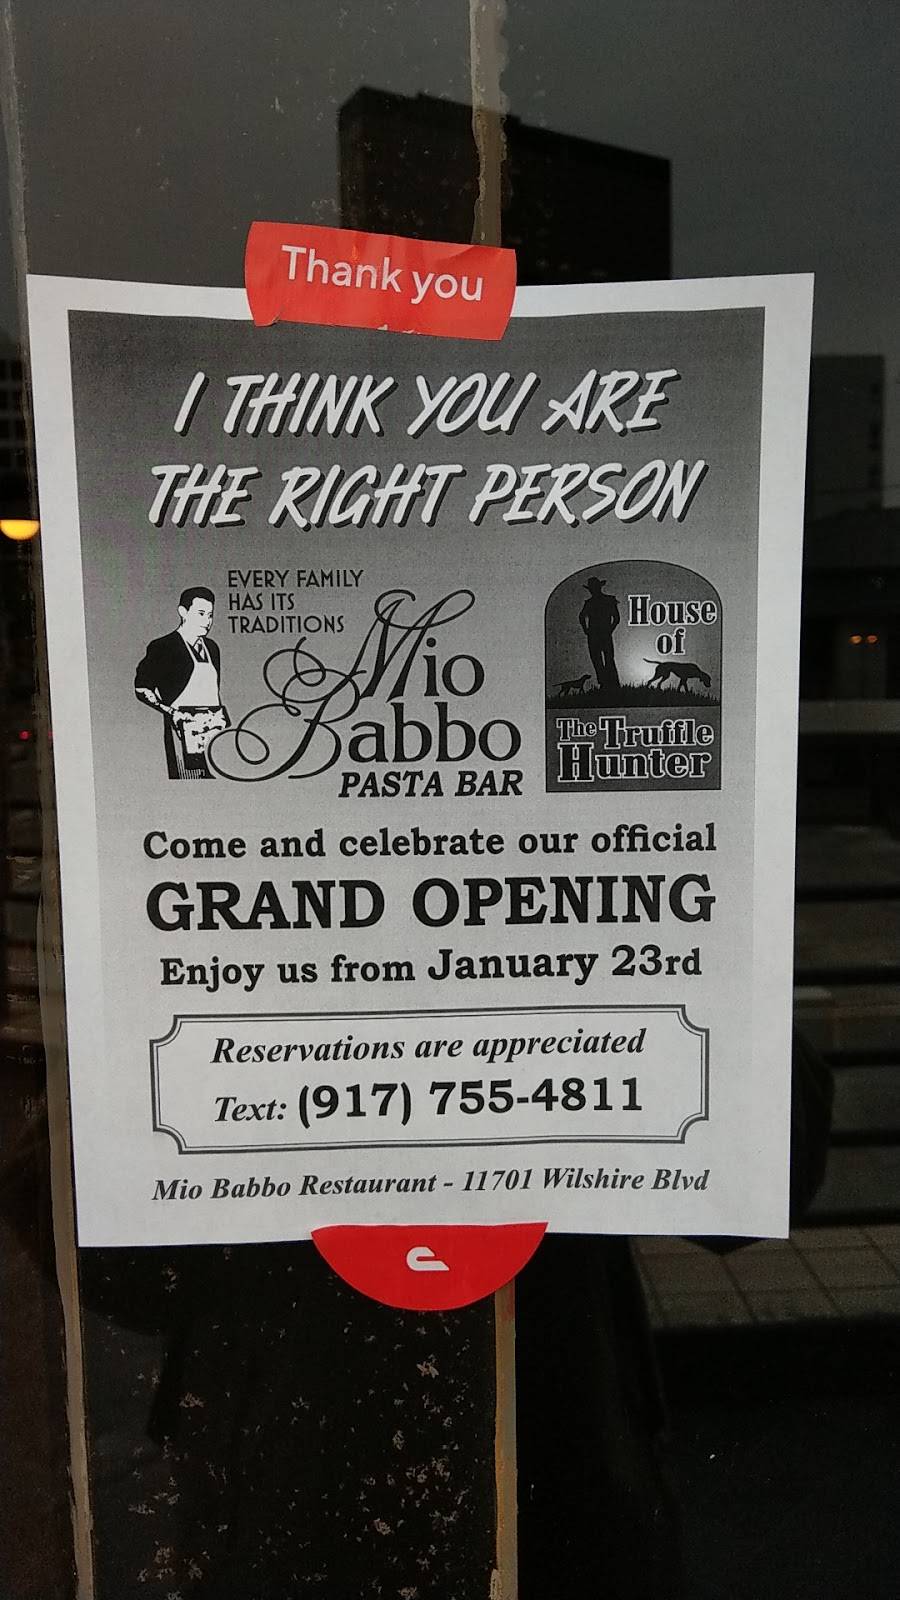 Thank you
I THINK YOU ARE
THE RIGHT PERSON
EVERY FAMILY
HAS ITS
TRADITIONS
Mio
Babbo
PASTA BAR
House
of
The Truffle
Hunter
Come and celebrate our official
GRAND OPENING
Enjoy us from January 23rd
Reservations are appreciated
Text: (917) 755-4811
Mio Babbo Restaurant - 11701 Wilshire Blvd